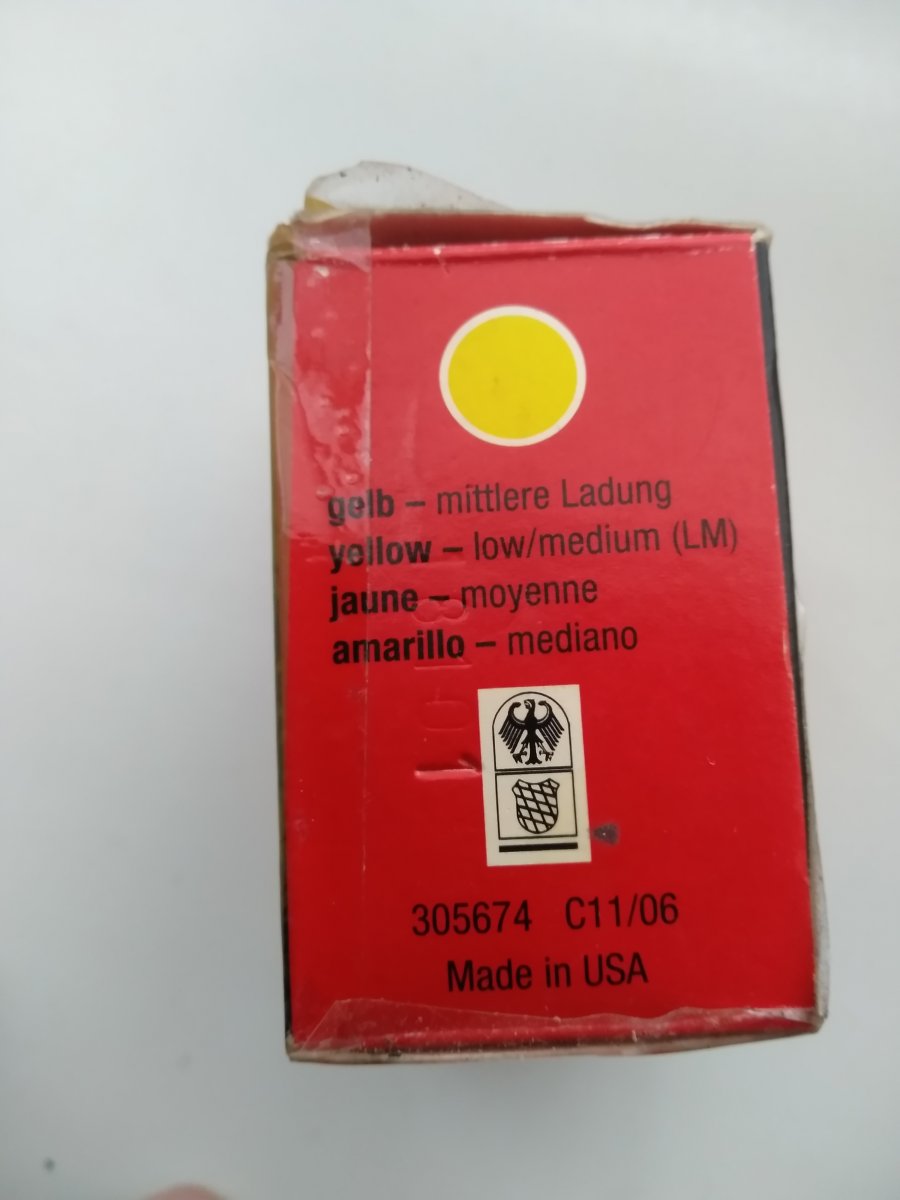 gelb – mittlere Ladung
yellow – low/medium (LM)
jaune – moyenne
amarillo – mediano
305674 C11/06
Made in USA